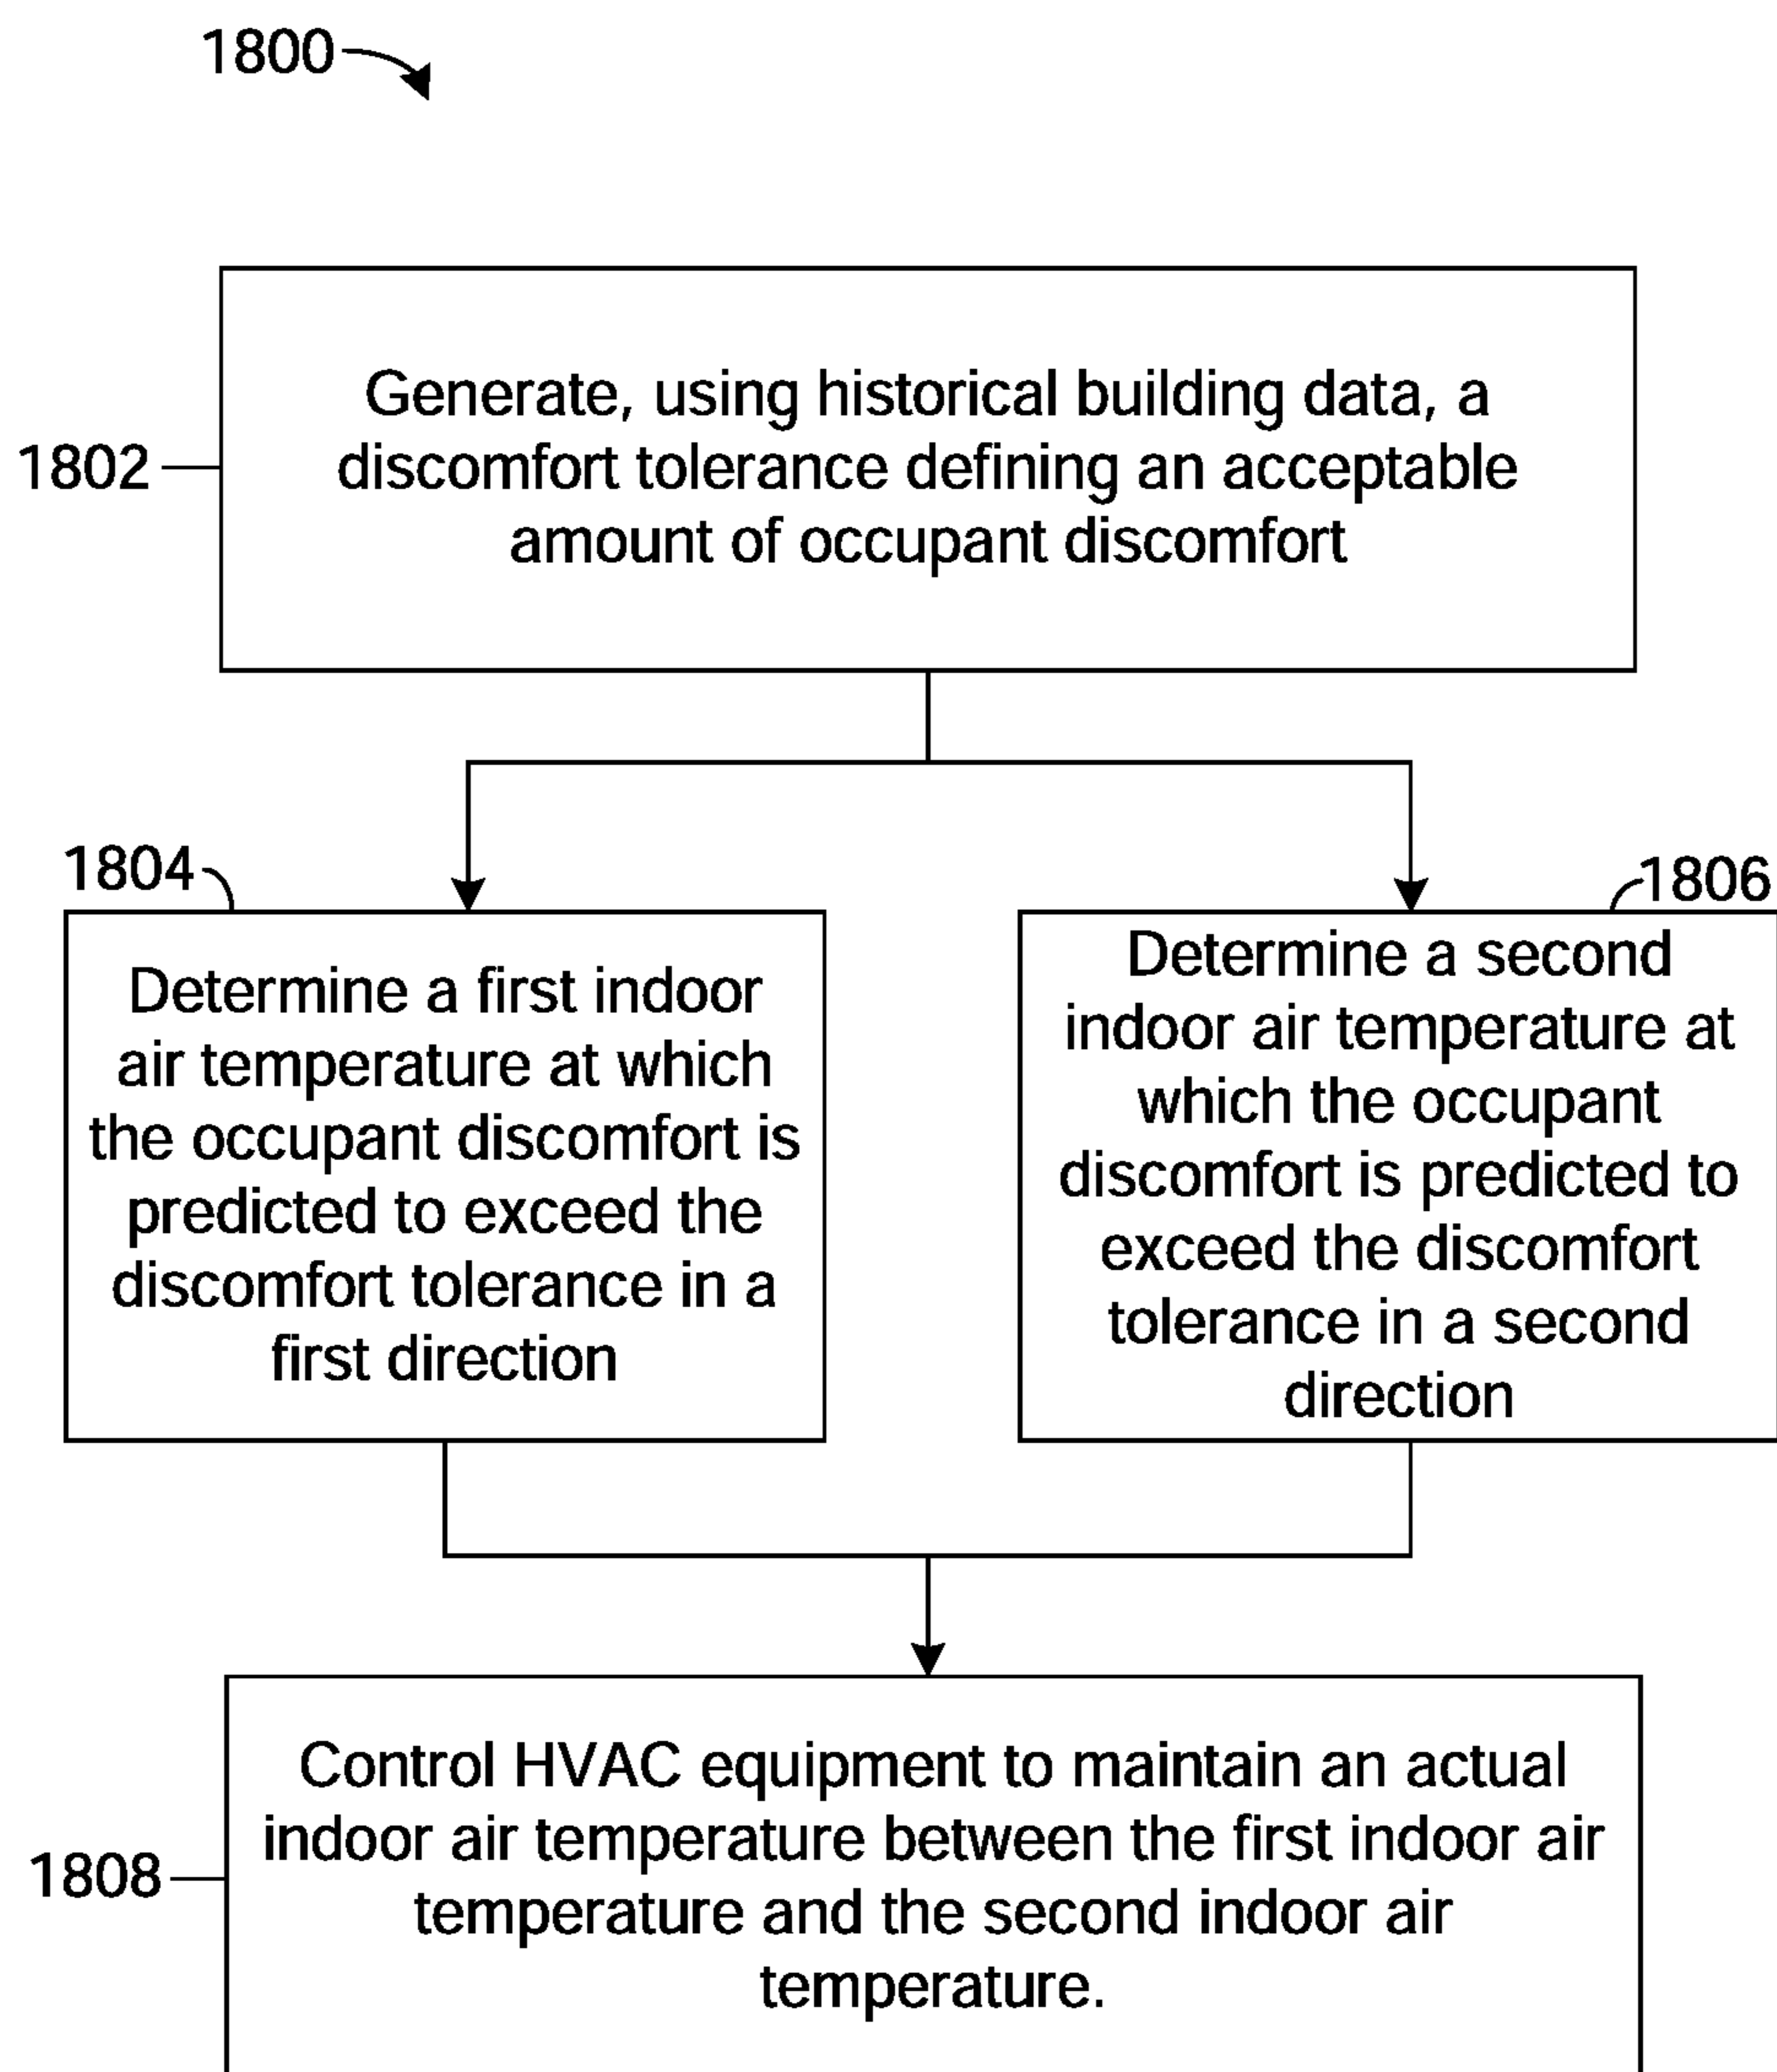 1800
Generate, using historical building data, a
discomfort tolerance defining an acceptable
amount of occupant discomfort
1802
1804
Determine a first indoor
air temperature at which
the occupant discomfort is
predicted to exceed the
discomfort tolerance in a
first direction
1806
Determine a second
indoor air temperature at
which the occupant
discomfort is predicted to
exceed the discomfort
tolerance in a second
direction
Control HVAC equipment to maintain an actual
indoor air temperature between the first indoor air
temperature and the second indoor air
temperature.
1808